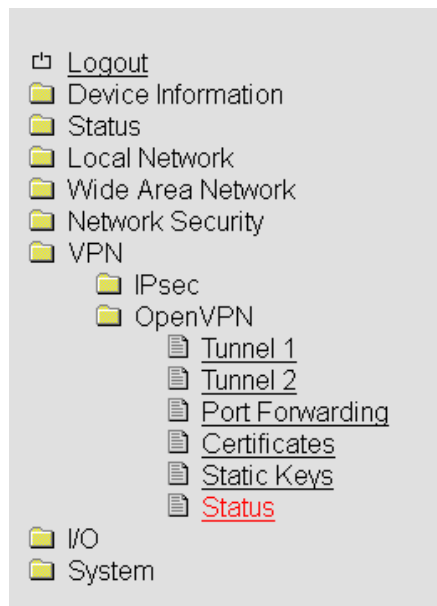 Logout
Device Information
Status
Local Network
Wide Area Network
Network Security
VPN
IPsec
OpenVPN
Tunnel 1
Tunnel 2
Port Forwarding
Certificates
Static Keys
Status
I/O
System